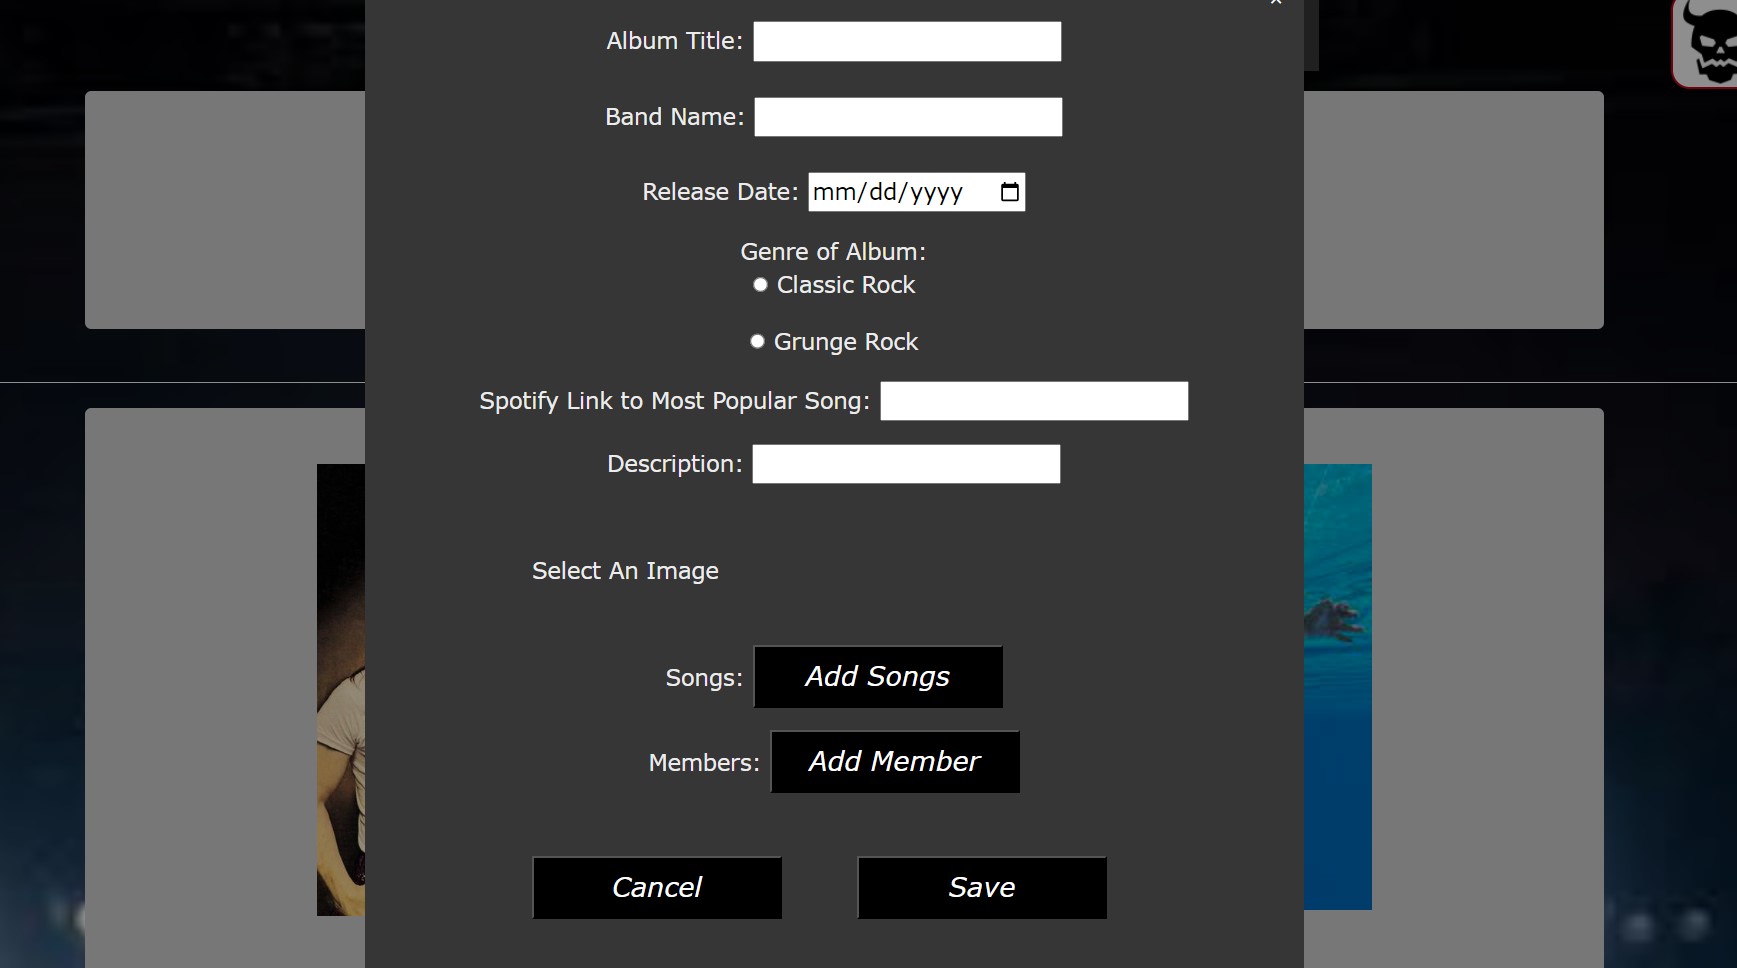 ×
Album Title:
Band Name:
Release Date: mm/dd/yyyy
Genre of Album:
Classic Rock
Grunge Rock
Spotify Link to Most Popular Song:
Description:
Select An Image
Songs: Add Songs
Members: Add Member
Cancel Save